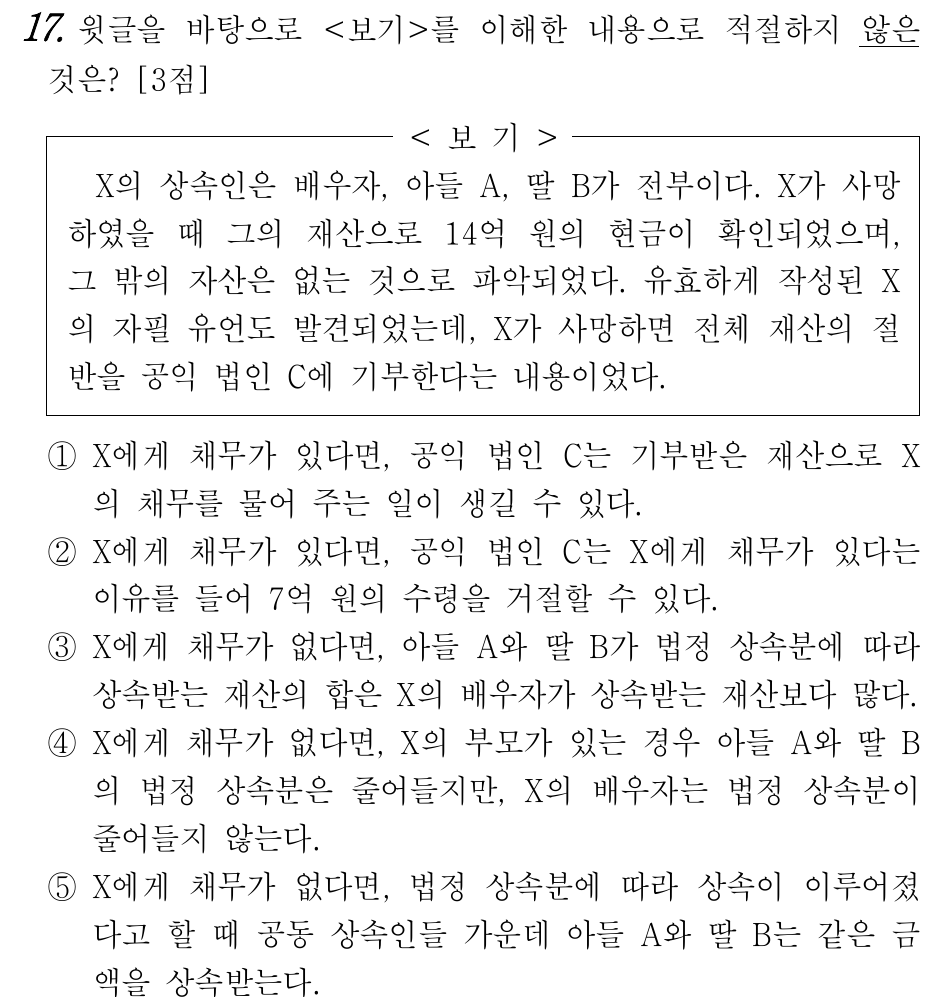 17. 윗글을 바탕으로 <보기>를 이해한 내용으로 적절하지 않은
것은? [3점]
< 보 기 >
X의 상속인은 배우자, 아들 A, 딸 B가 전부이다. X가 사망
하였을 때 그의 재산으로 14억 원의 현금이 확인되었으며,
그 밖의 자산은 없는 것으로 파악되었다. 유효하게 작성된 X
의 자필 유언도 발견되었는데, X가 사망하면 전체 재산의 절
반을 공익 법인 C에 기부한다는 내용이었다.
① X에게 채무가 있다면, 공익 법인 C는 기부받은 재산으로 X
의 채무를 물어 주는 일이 생길 수 있다.
② X에게 채무가 있다면, 공익 법인 C는 X에게 채무가 있다는
이유를 들어 7억 원의 수령을 거절할 수 있다.
③ X에게 채무가 없다면, 아들 A와 딸 B가 법정 상속분에 따라
상속받는 재산의 합은 X의 배우자가 상속받는 재산보다 많다.
④ X에게 채무가 없다면, X의 부모가 있는 경우 아들 A와 딸 B
의 법정 상속분은 줄어들지만, X의 배우자는 법정 상속분이
줄어들지 않는다.
⑤ X에게 채무가 없다면, 법정 상속분에 따라 상속이 이루어졌
다고 할 때 공동 상속인들 가운데 아들 A와 딸 B는 같은 금
액을 상속받는다.